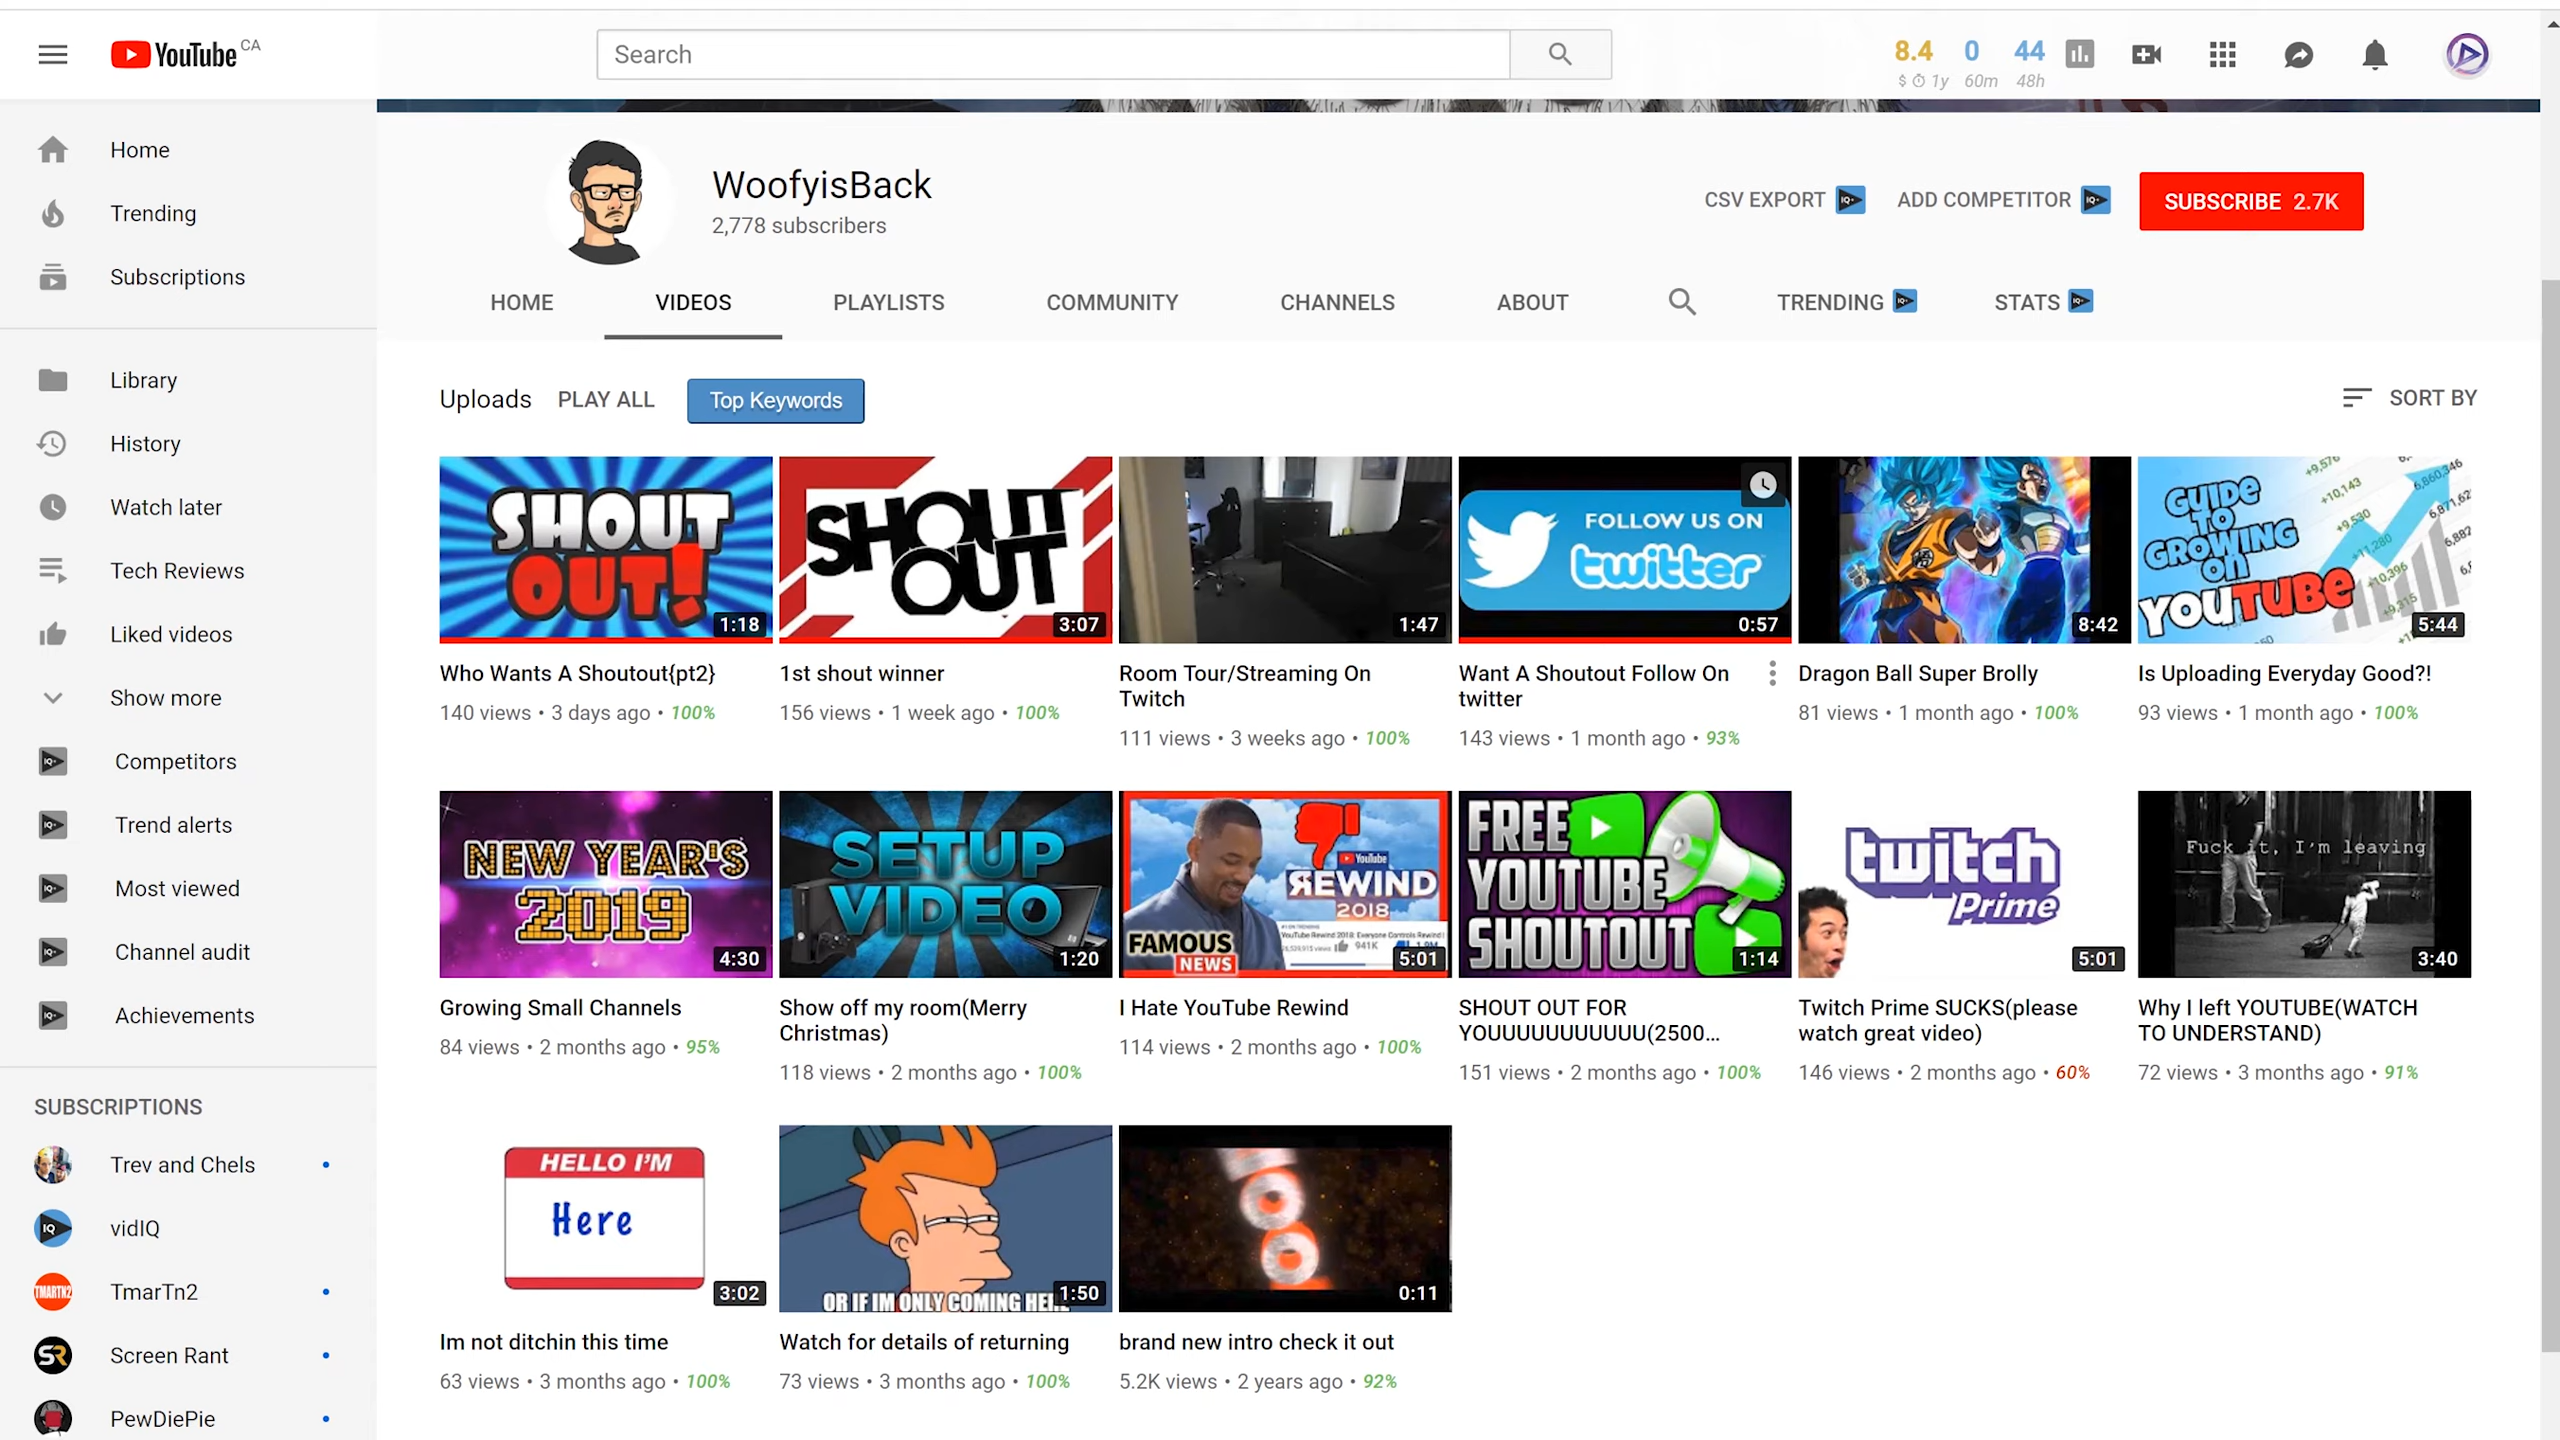 YouTube CA
Search
8.4 0 44
$ 1y 60m 48h
Home
Trending
Subscriptions
Library
History
Watch later
Tech Reviews
Liked videos
Show more
Competitors
Trend alerts
Most viewed
Channel audit
Achievements
SUBSCRIPTIONS
Trev and Chels
vidIQ
TmarTn2
Screen Rant
PewDiePie
WoofyisBack
2,778 subscribers
CSV EXPORT
ADD COMPETITOR
SUBSCRIBE 2.7K
HOME
VIDEOS
PLAYLISTS
COMMUNITY
CHANNELS
ABOUT
TRENDING
STATS
Uploads
PLAY ALL
Top Keywords
SORT BY
SHOUT
OUT!
1:18
Who Wants A Shoutout{pt2}
140 views • 3 days ago • 100%
SHOUT
OUT
3:07
1st shout winner
156 views • 1 week ago • 100%
1:47
Room Tour/Streaming On
Twitch
111 views • 3 weeks ago • 100%
FOLLOW US ON
twitter
0:57
Want A Shoutout Follow On
twitter
143 views • 1 month ago • 93%
8:42
Dragon Ball Super Brolly
81 views • 1 month ago • 100%
GUIDE
TO
GROWING
ON
YOUTUBE
5:44
Is Uploading Everyday Good?!
93 views • 1 month ago • 100%
NEW YEAR'S
2019
4:30
Growing Small Channels
84 views • 2 months ago • 95%
SETUP
VIDEO
1:20
Show off my room(Merry
Christmas)
118 views • 2 months ago • 100%
YouTube
REWIND
2018
FAMOUS
NEWS
5:01
I Hate YouTube Rewind
114 views • 2 months ago • 100%
FREE
YOUTUBE
SHOUTOUT
1:14
SHOUT OUT FOR
YOUUUUUUUUUUU(2500...
151 views • 2 months ago • 100%
twitch
Prime
5:01
Twitch Prime SUCKS(please
watch great video)
146 views • 2 months ago • 60%
Fuck it, I'm leaving
3:40
Why I left YOUTUBE(WATCH
TO UNDERSTAND)
72 views • 3 months ago • 91%
HELLO I'M
Here
3:02
Im not ditchin this time
63 views • 3 months ago • 100%
OR IF IM ONLY COMING
1:50
Watch for details of returning
73 views • 3 months ago • 100%
0:11
brand new intro check it out
5.2K views • 2 years ago • 92%